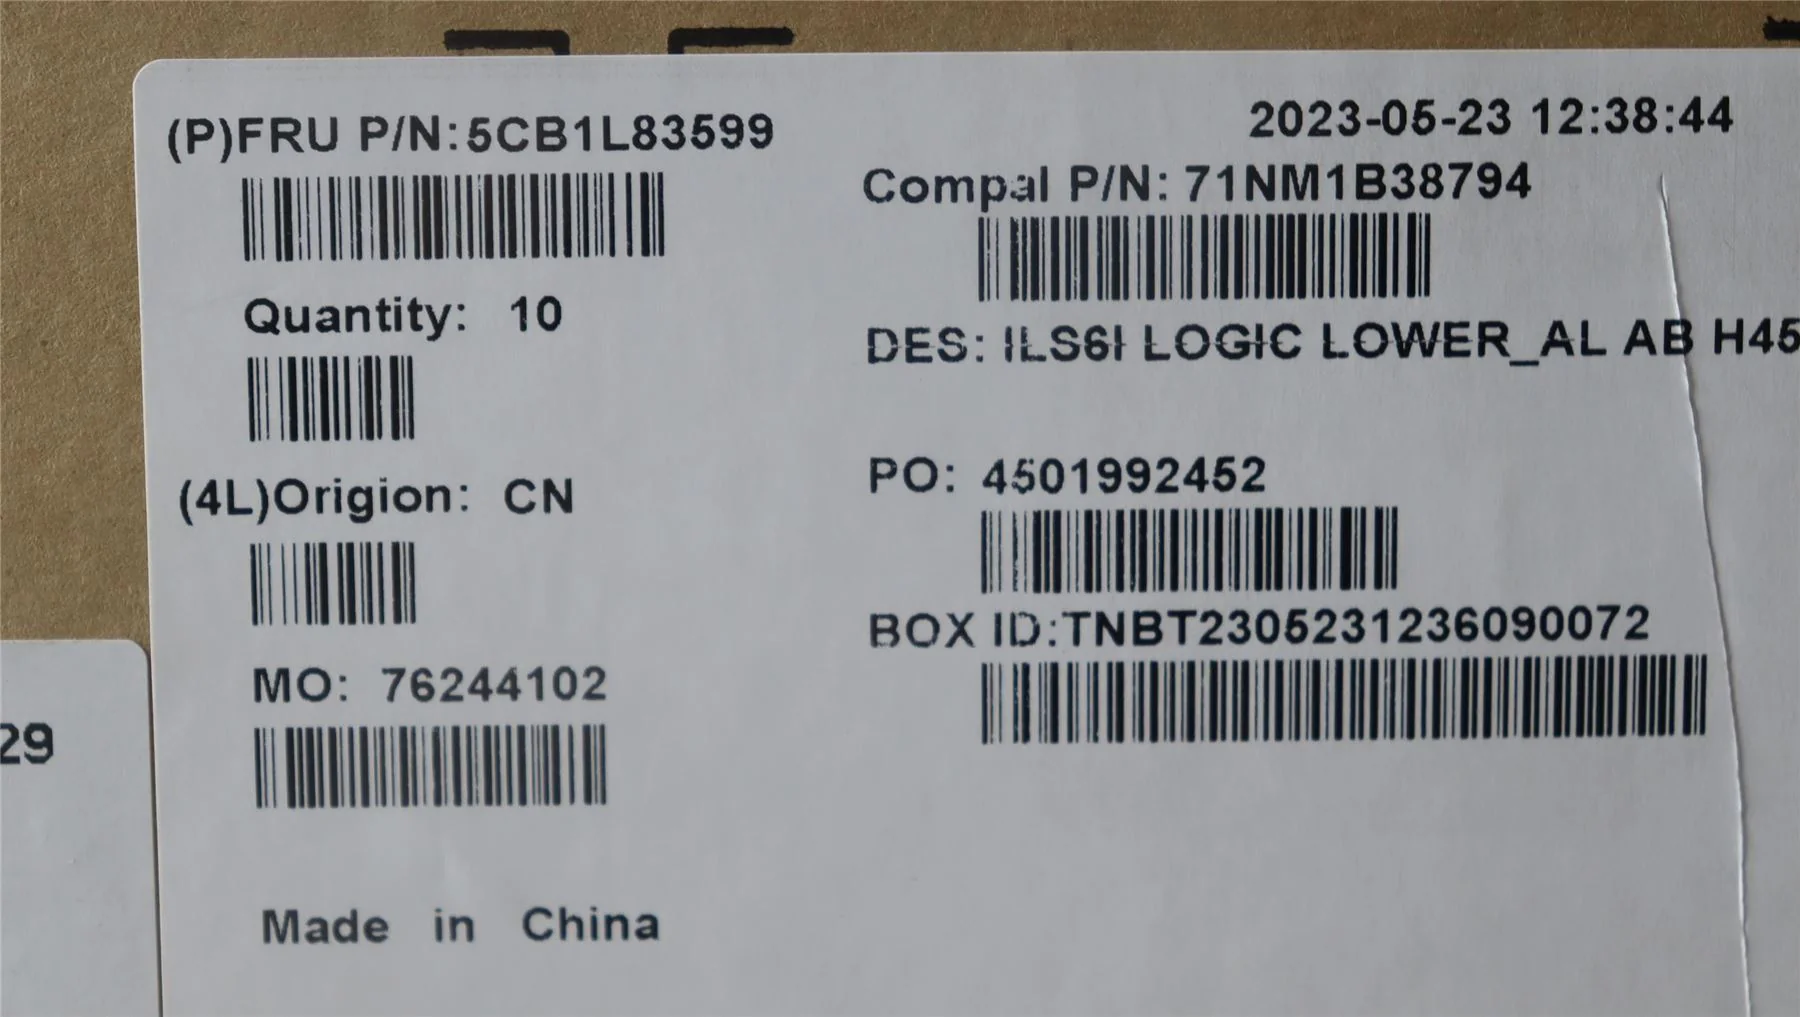 (P)FRU P/N:5CB1L83599
Quantity: 10
(4L)Origion: CN
MO: 76244102
Made in China
2023-05-23 12:38:44
Compal P/N: 71NM1B38794
DES: ILS6I LOGIC LOWER_AL AB H45
PO: 4501992452
BOX ID:TNBT2305231236090072
29